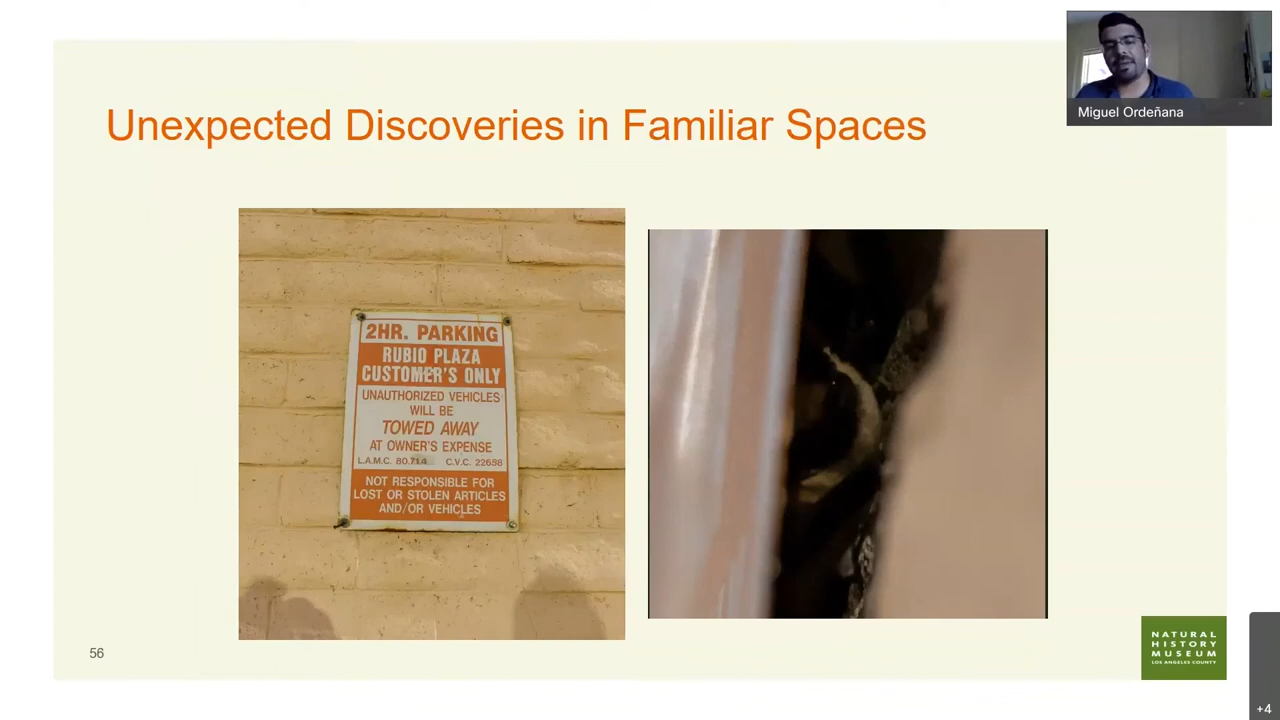 Miguel Ordeñana
Unexpected Discoveries in Familiar Spaces
2HR. PARKING
RUBIO PLAZA
CUSTOMER'S ONLY
UNAUTHORIZED VEHICLES
WILL BE
TOWED AWAY
AT OWNER'S EXPENSE
L.A.M.C. 80.714 C.V.C. 22658
NOT RESPONSIBLE FOR
LOST OR STOLEN ARTICLES
AND/OR VEHICLES
56
NATURAL
HISTORY
MUSEUM
LOS ANGELES COUNTY
+4